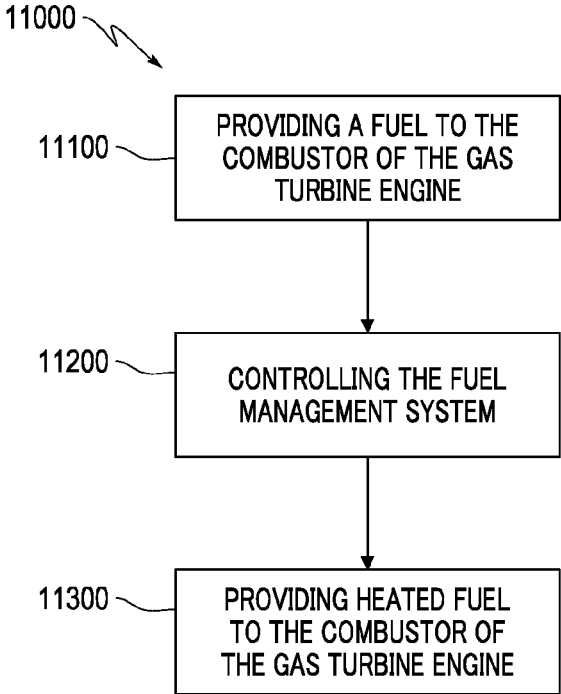 11000
11100
PROVIDING A FUEL TO THE
COMBUSTOR OF THE GAS
TURBINE ENGINE
11200
CONTROLLING THE FUEL
MANAGEMENT SYSTEM
11300
PROVIDING HEATED FUEL
TO THE COMBUSTOR OF
THE GAS TURBINE ENGINE